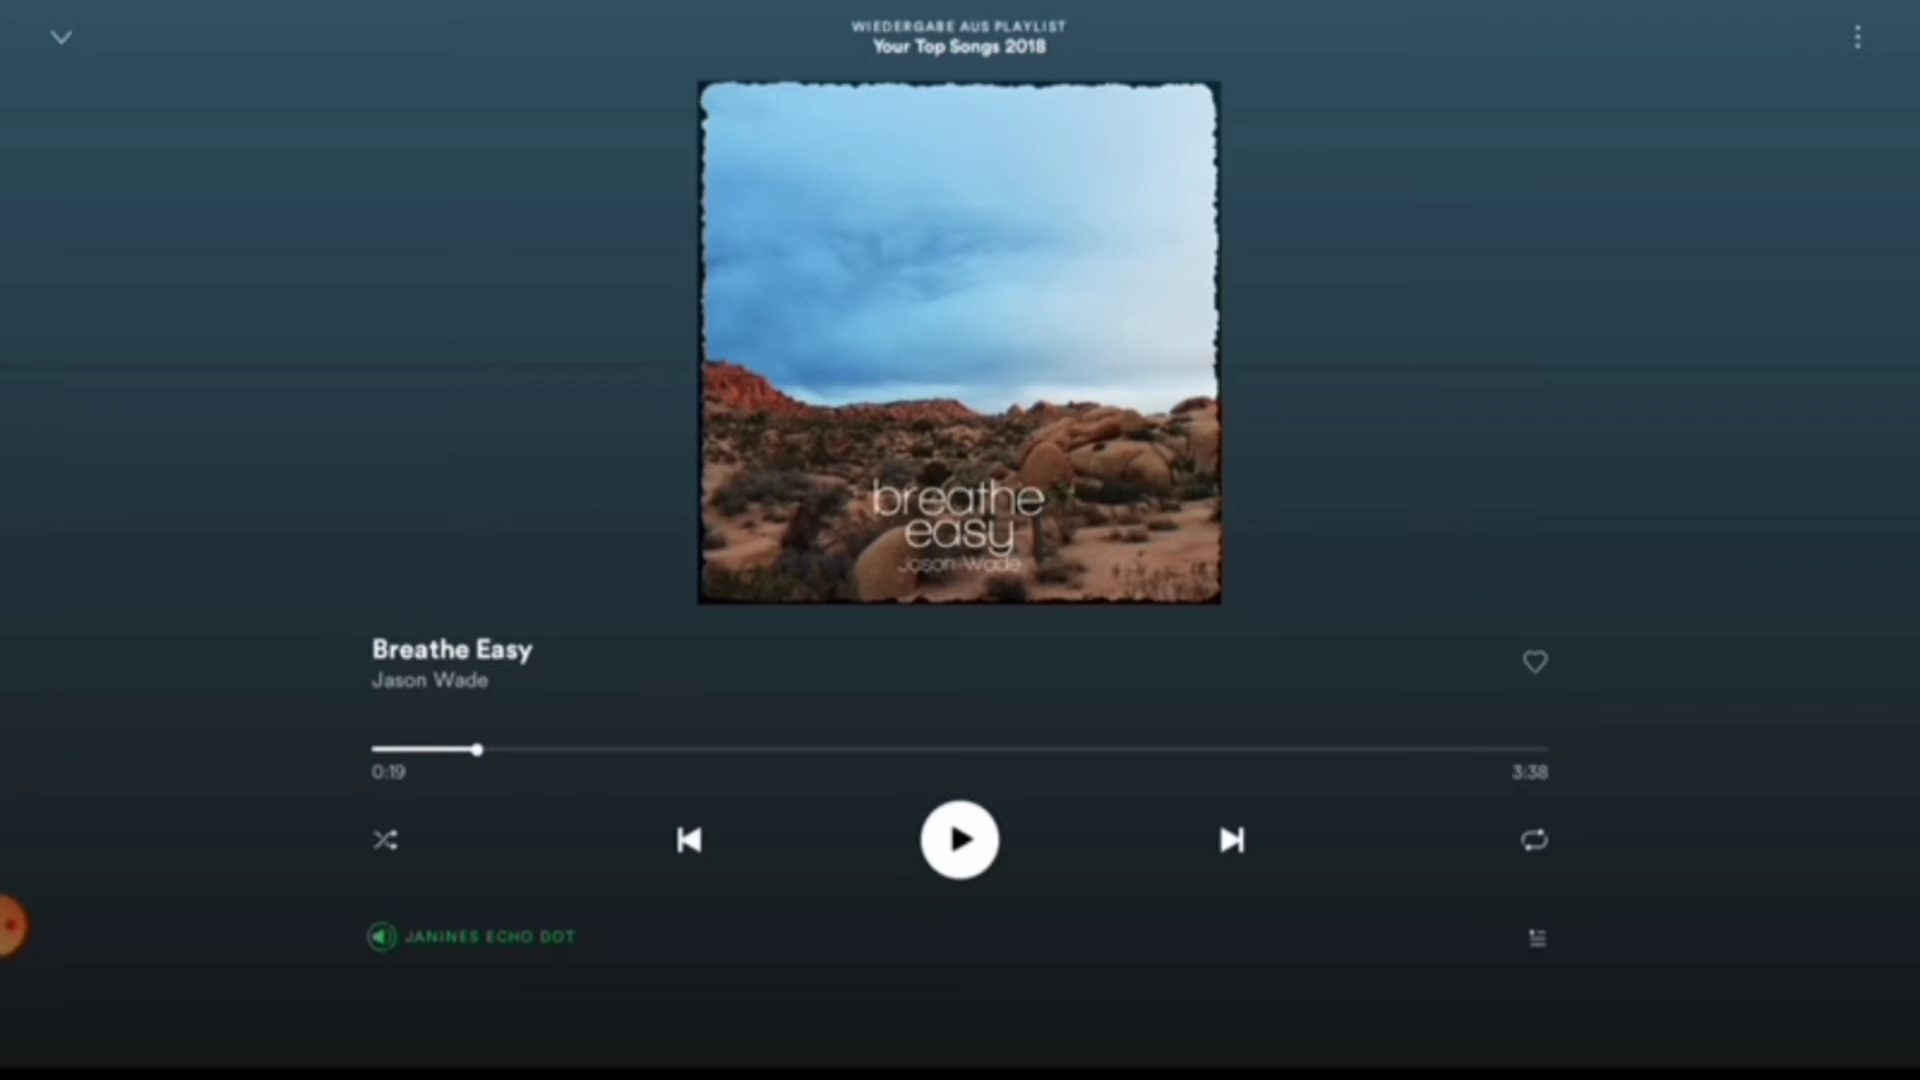 WIEDERGABE AUS PLAYLIST
Your Top Songs 2018
breathe
easy
Jason Wade
Breathe Easy
Jason Wade
0:19
3:38
JANINES ECHO DOT